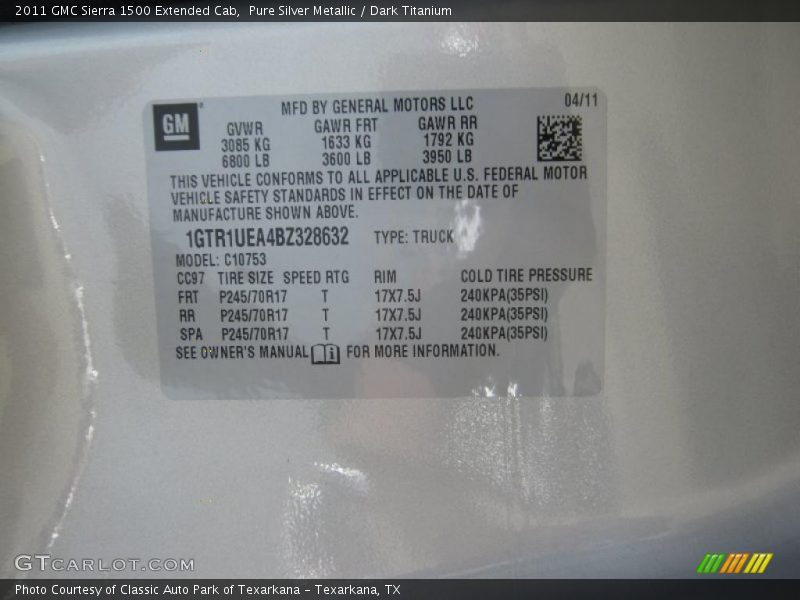 2011 GMC Sierra 1500 Extended Cab,  Pure Silver Metallic / Dark Titanium
GM
MFD BY GENERAL MOTORS LLC 04/11
GVWR GAWR FRT GAWR RR
3085 KG 1633 KG 1792 KG
6800 LB 3600 LB 3950 LB
THIS VEHICLE CONFORMS TO ALL APPLICABLE U.S. FEDERAL MOTOR
VEHICLE SAFETY STANDARDS IN EFFECT ON THE DATE OF
MANUFACTURE SHOWN ABOVE.
1GTR1UEA4BZ328632 TYPE: TRUCK
MODEL: C10753
CC97 TIRE SIZE SPEED RTG RIM COLD TIRE PRESSURE
FRT P245/70R17 T 17X7.5J 240KPA(35PSI)
RR P245/70R17 T 17X7.5J 240KPA(35PSI)
SPA P245/70R17 T 17X7.5J 240KPA(35PSI)
SEE OWNER'S MANUAL FOR MORE INFORMATION.
GTCARLOT.COM
Photo Courtesy of Classic Auto Park of Texarkana - Texarkana, TX